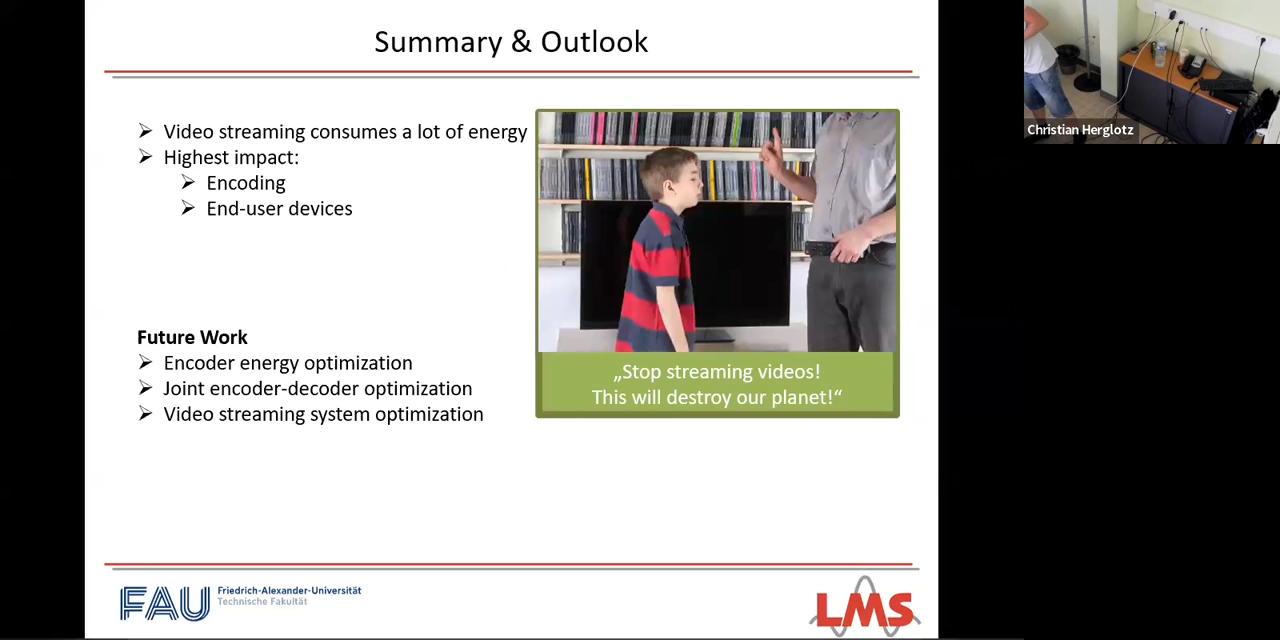 Summary & Outlook
Video streaming consumes a lot of energy
Highest impact:
Encoding
End-user devices
Future Work
Encoder energy optimization
Joint encoder-decoder optimization
Video streaming system optimization
„Stop streaming videos!
This will destroy our planet!“
FAU
Friedrich-Alexander-Universität
Technische Fakultät
LMS
Christian Herglotz